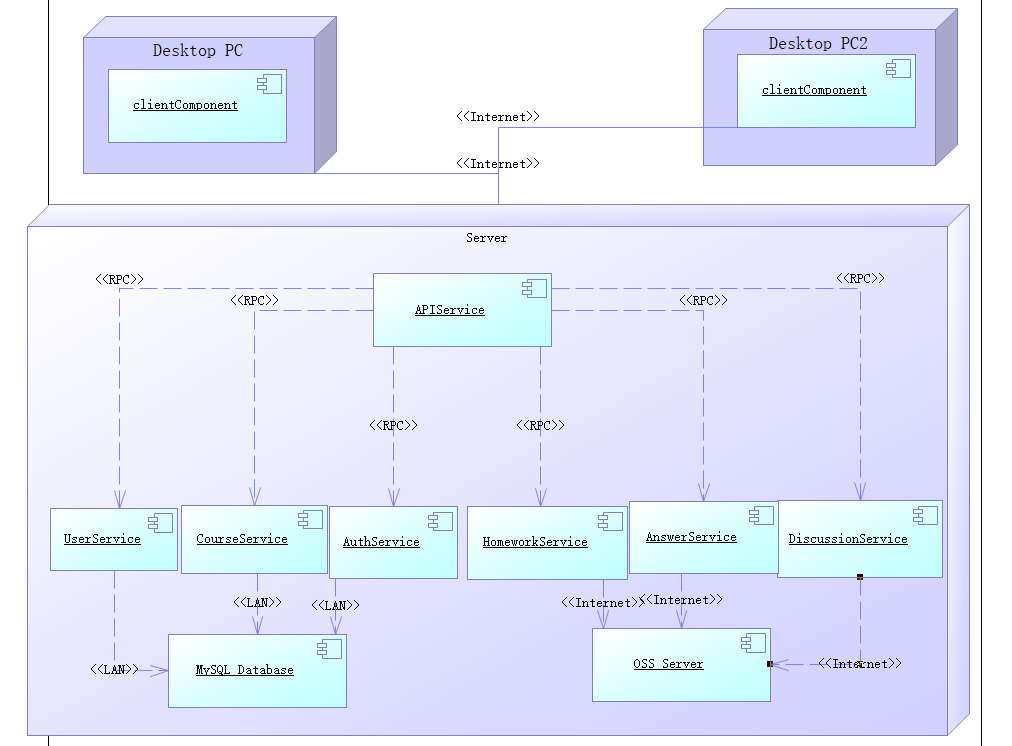 Desktop PC
clientComponent
Desktop PC2
clientComponent
<<Internet>>
<<Internet>>
Server
<<RPC>>
<<RPC>>
APIService
<<RPC>>
<<RPC>>
<<RPC>>
<<RPC>>
UserService
CourseService
AuthService
HomeworkService
AnswerService
DiscussionService
<<LAN>>
<<LAN>>
<<Internet>>
<<Internet>>
<<LAN>>
MySQL Database
OSS Server
<<Internet>>